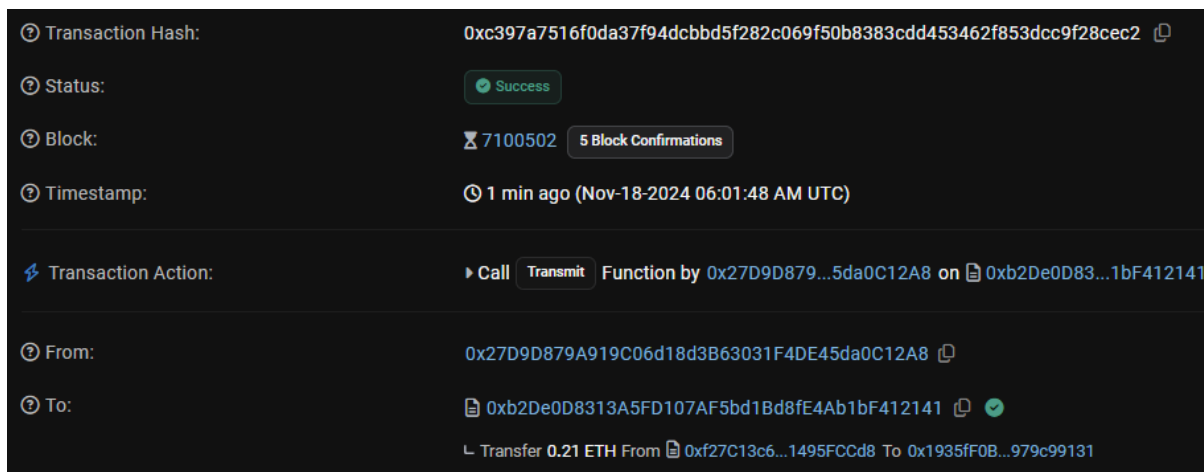 Transaction Hash: 0xc397a7516f0da37f94dcbbd5f282c069f50b8383cdd453462f853dcc9f28cec2
Status: Success
Block: 7100502 5 Block Confirmations
Timestamp: 1 min ago (Nov-18-2024 06:01:48 AM UTC)
Transaction Action: Call Transmit Function by 0x27D9D879...5da0C12A8 on 0xb2De0D83...1bF412141
From: 0x27D9D879A919C06d18d3B63031F4DE45da0C12A8
To: 0xb2De0D8313A5FD107AF5bd1Bd8fE4Ab1bF412141
Transfer 0.21 ETH From 0xf27C13c6...1495FCCd8 To 0x1935fF0B...979c99131